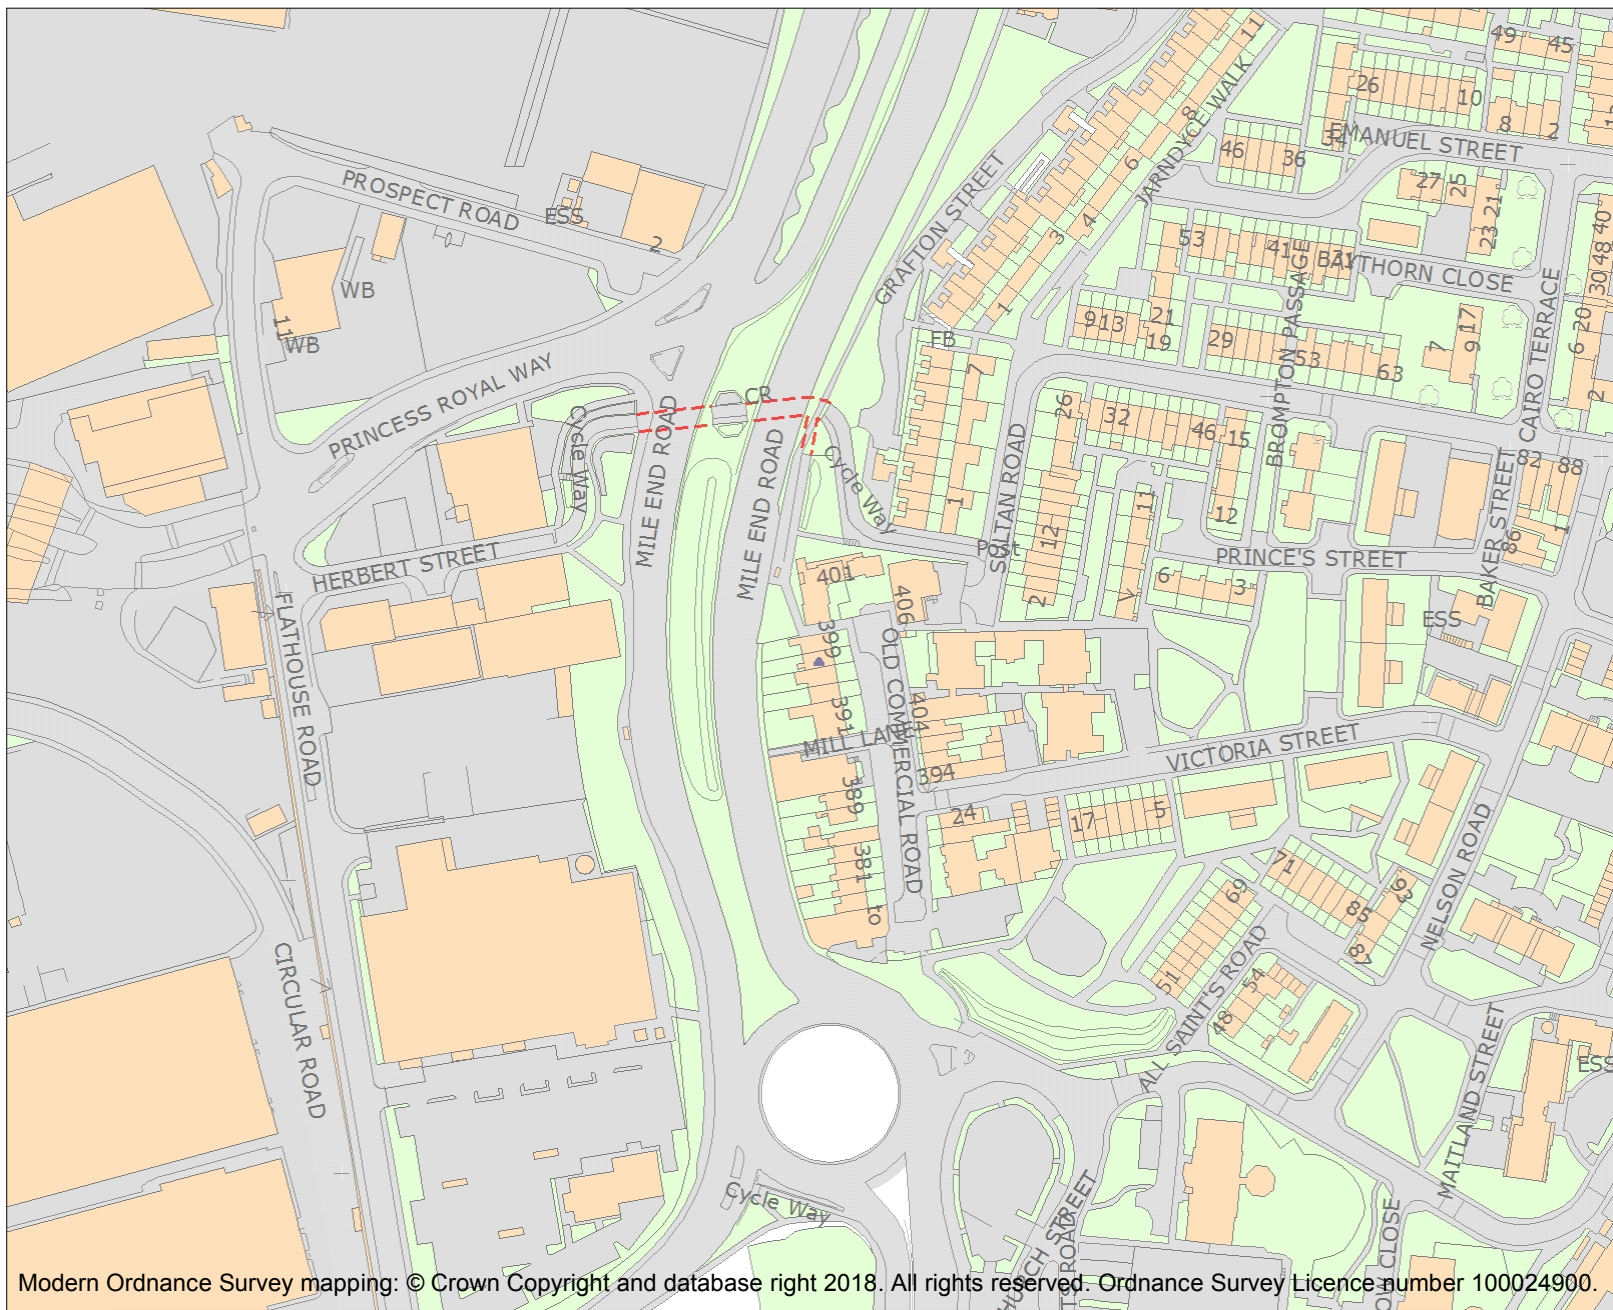 49
45
11
26
10
8
2
EMANUEL STREET
34
8
JARNDYCE WALK
46
36
6
27
25
PROSPECT ROAD
ESS
2
GRAFTON STREET
4
3
1
53
41
31
BAYTHORN CLOSE
21
23
40
48
30
WB
11
WB
9
13
21
19
29
53
63
BROMPTON PASSAGE
7
17
9
20
6
2
CAIRO TERRACE
FB
7
PRINCESS ROYAL WAY
CR
Cycle Way
MILE END ROAD
MILE END ROAD
Cycle Way
1
26
32
46
15
12
11
12
2
SULTAN ROAD
Post
82
88
86
1
BAKER STREET
PRINCE'S STREET
6
3
ESS
HERBERT STREET
FLATHOUSE ROAD
401
406
399
391
OLD COMMERCIAL ROAD
404
MILL LANE
394
VICTORIA STREET
389
381
to
24
17
5
71
69
85
93
87
NELSON ROAD
51
54
48
ALL SAINT'S ROAD
CIRCULAR ROAD
MAITLAND STREET
ESS
Cycle Way
CHURCH STREET
Modern Ordnance Survey mapping: © Crown Copyright and database right 2018. All rights reserved. Ordnance Survey Licence number 100024900.